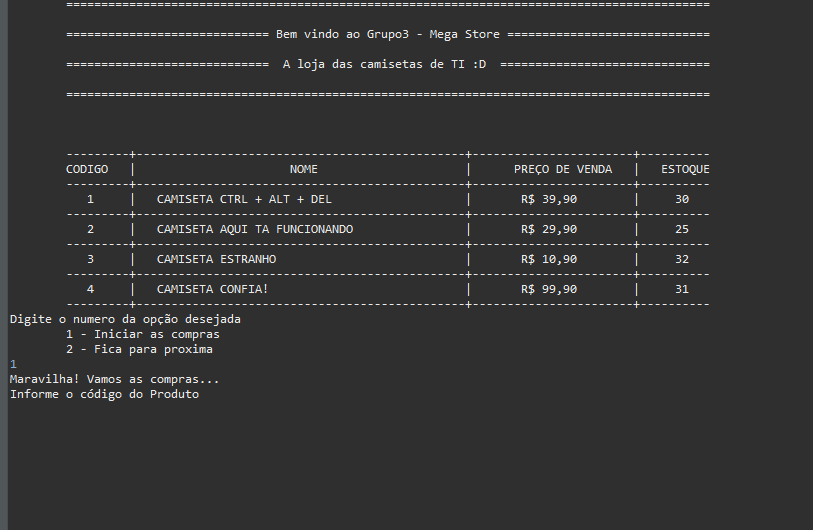 ============================================================================================
============================= Bem vindo ao Grupo3 - Mega Store =============================
=============================  A loja das camisetas de TI :D  ==============================
============================================================================================
---------+-----------------------------------------------+-----------------------+----------
CODIGO   |                      NOME                     |      PREÇO DE VENDA   |   ESTOQUE
---------+-----------------------------------------------+-----------------------+----------
   1     |   CAMISETA CTRL + ALT + DEL                   |       R$ 39,90        |     30
---------+-----------------------------------------------+-----------------------+----------
   2     |   CAMISETA AQUI TA FUNCIONANDO                |       R$ 29,90        |     25
---------+-----------------------------------------------+-----------------------+----------
   3     |   CAMISETA ESTRANHO                           |       R$ 10,90        |     32
---------+-----------------------------------------------+-----------------------+----------
   4     |   CAMISETA CONFIA!                            |       R$ 99,90        |     31
---------+-----------------------------------------------+-----------------------+----------
Digite o numero da opção desejada
        1 - Iniciar as compras
        2 - Fica para proxima
1
Maravilha! Vamos as compras...
Informe o código do Produto